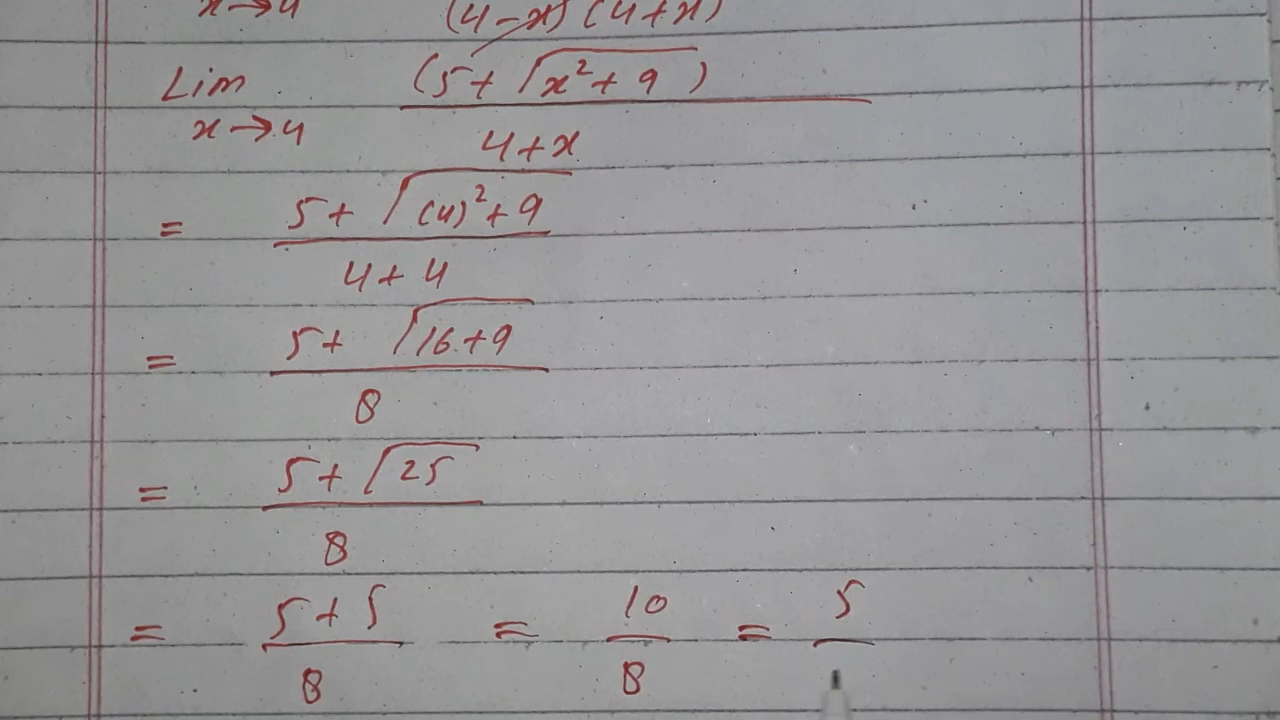 x→4 (4-x) (4+x)
Lim (5+√x²+9)
x→4 4+x
= 5+√(4)²+9
4+4
= 5+ √16+9
8
= 5+√25
8
= 5+5 = 10 = 5
8 8